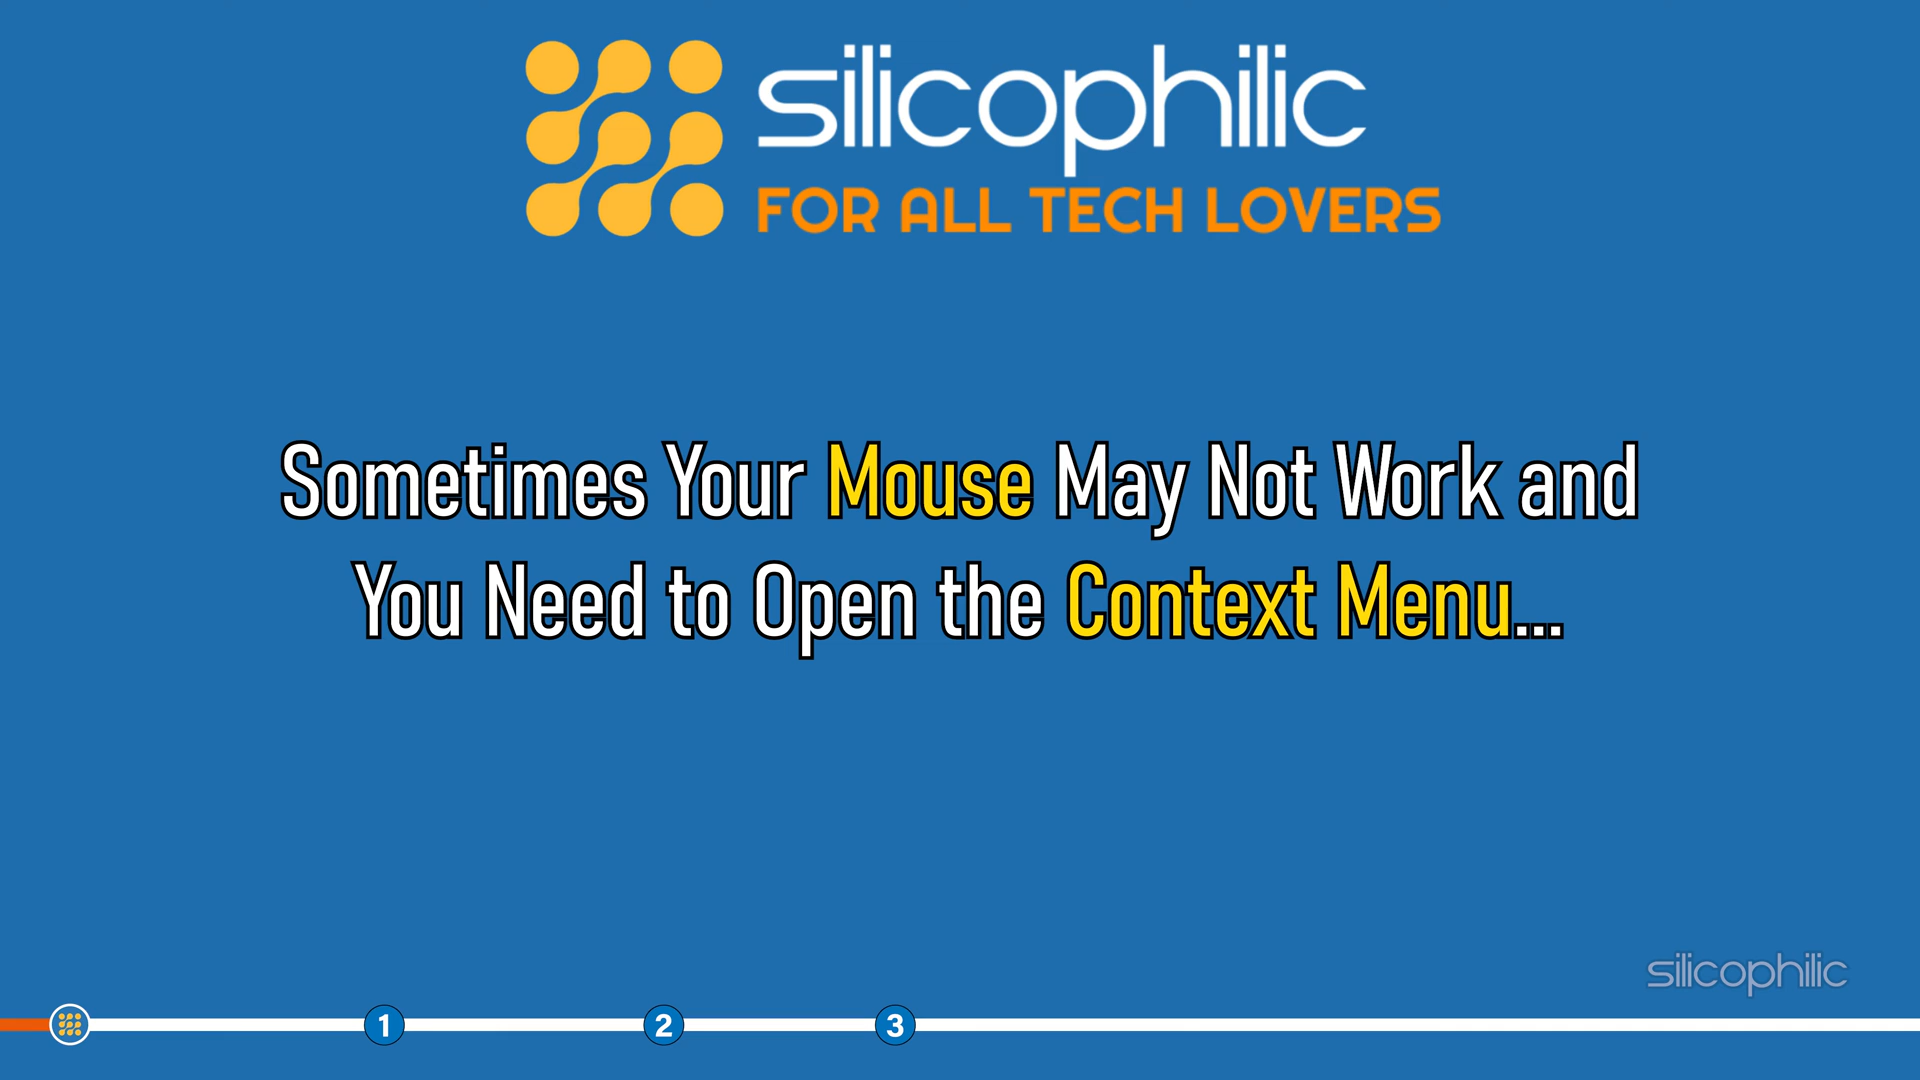 silicophilic
FOR ALL TECH LOVERS
Sometimes Your Mouse May Not Work and
You Need to Open the Context Menu...
silicophilic
1 2 3